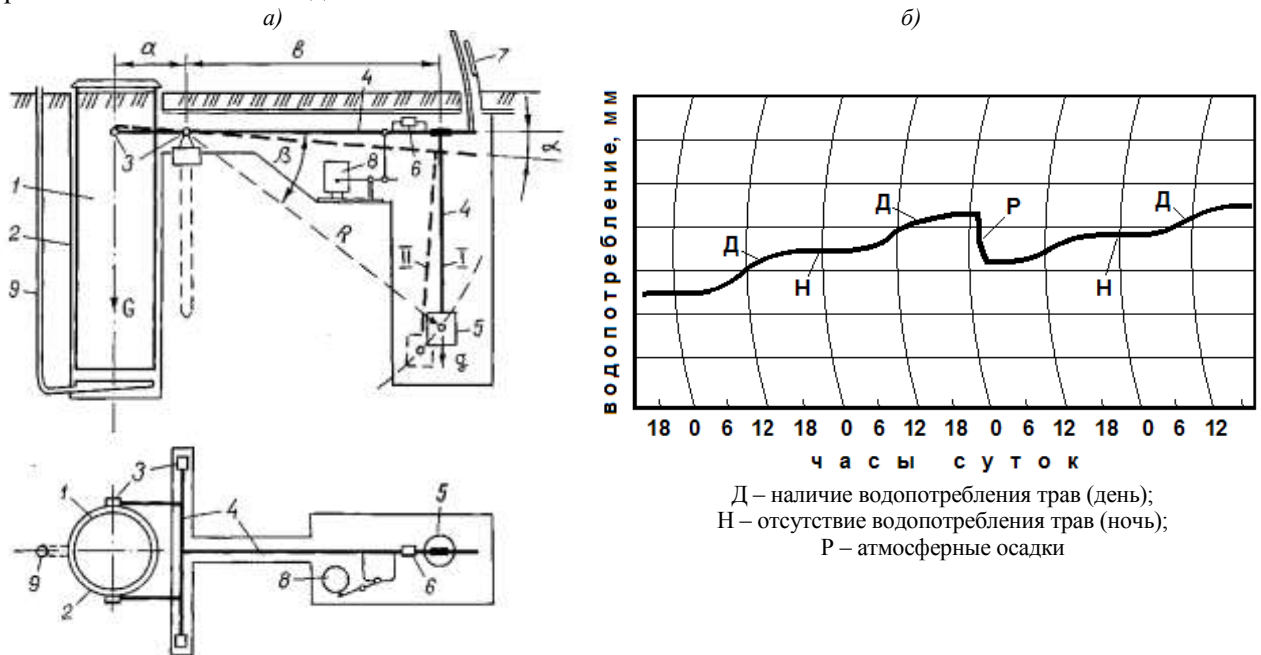 а)
б)
а
в
7
4
3
β
8
6
α
1
2
R
4
II
I
9
G
5
g
3
1
4
5
9
8
6
2
водопотребление, мм
Д
Н
Д
Р
Н
Д
18 0 6 12 18 0 6 12 18 0 6 12 18 0 6 12
часы суток
Д – наличие водопотребления трав (день);
Н – отсутствие водопотребления трав (ночь);
Р – атмосферные осадки